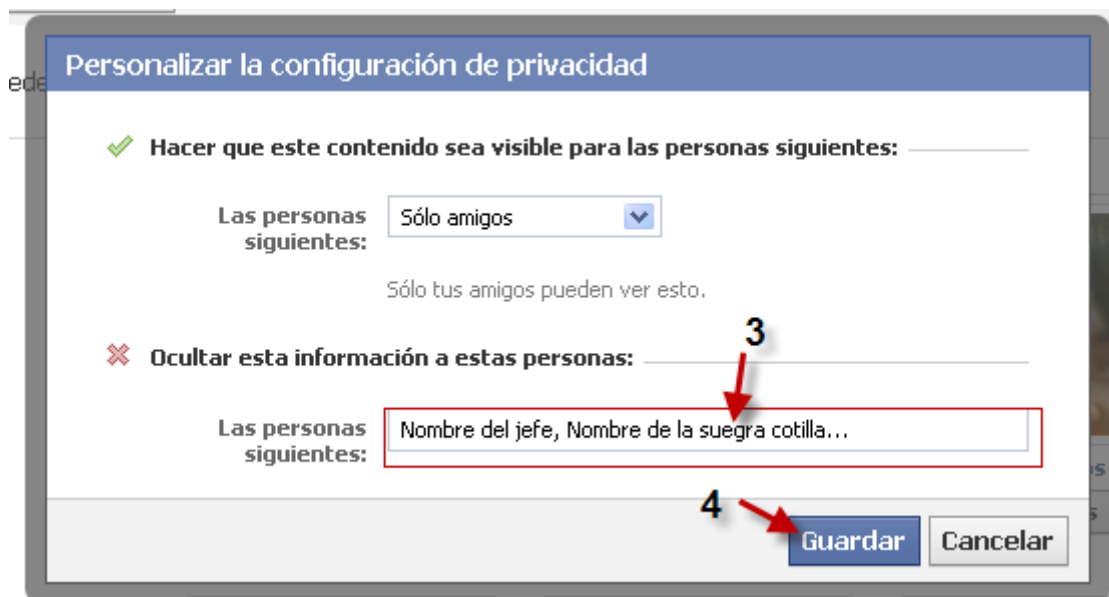 Personalizar la configuración de privacidad
ede
Hacer que este contenido sea visible para las personas siguientes:
Las personas siguientes:
Sólo amigos
Sólo tus amigos pueden ver esto.
3
Ocultar esta información a estas personas:
Las personas siguientes:
Nombre del jefe, Nombre de la suegra cotilla...
4
Guardar
Cancelar